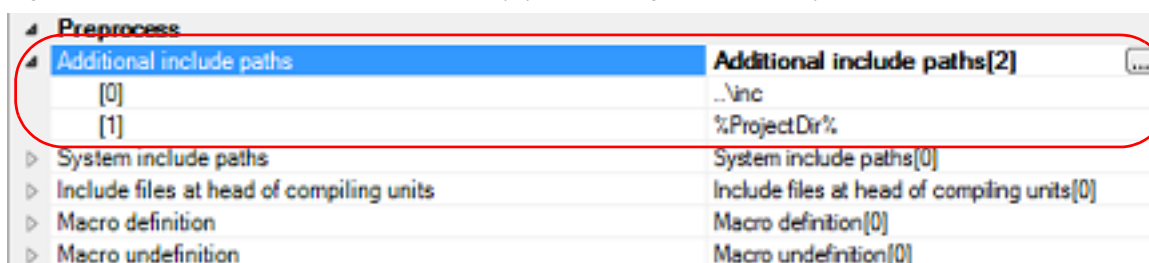 Preprocess
Additional include paths Additional include paths[2] ...
[0] ..\inc
[1] %ProjectDir%
System include paths System include paths[0]
Include files at head of compiling units Include files at head of compiling units[0]
Macro definition Macro definition[0]
Macro undefinition Macro undefinition[0]